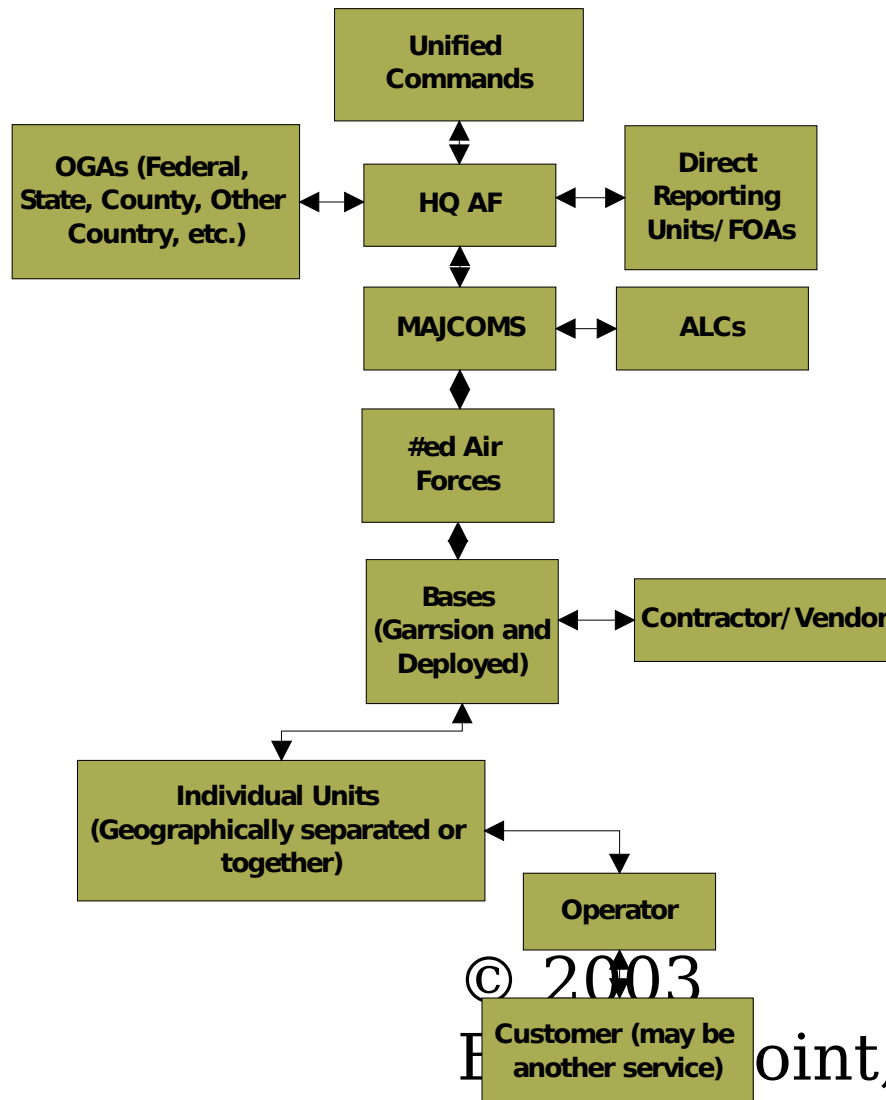 Unified
Commands
OGAs (Federal,
State, County, Other
Country, etc.)
HQ AF
Direct
Reporting
Units/FOAs
MAJCOMS
ALCs
#ed Air
Forces
Bases
(Garrsion and
Deployed)
Contractor/Vendor
Individual Units
(Geographically separated or
together)
Operator
© 2003
Customer (may be
another service)